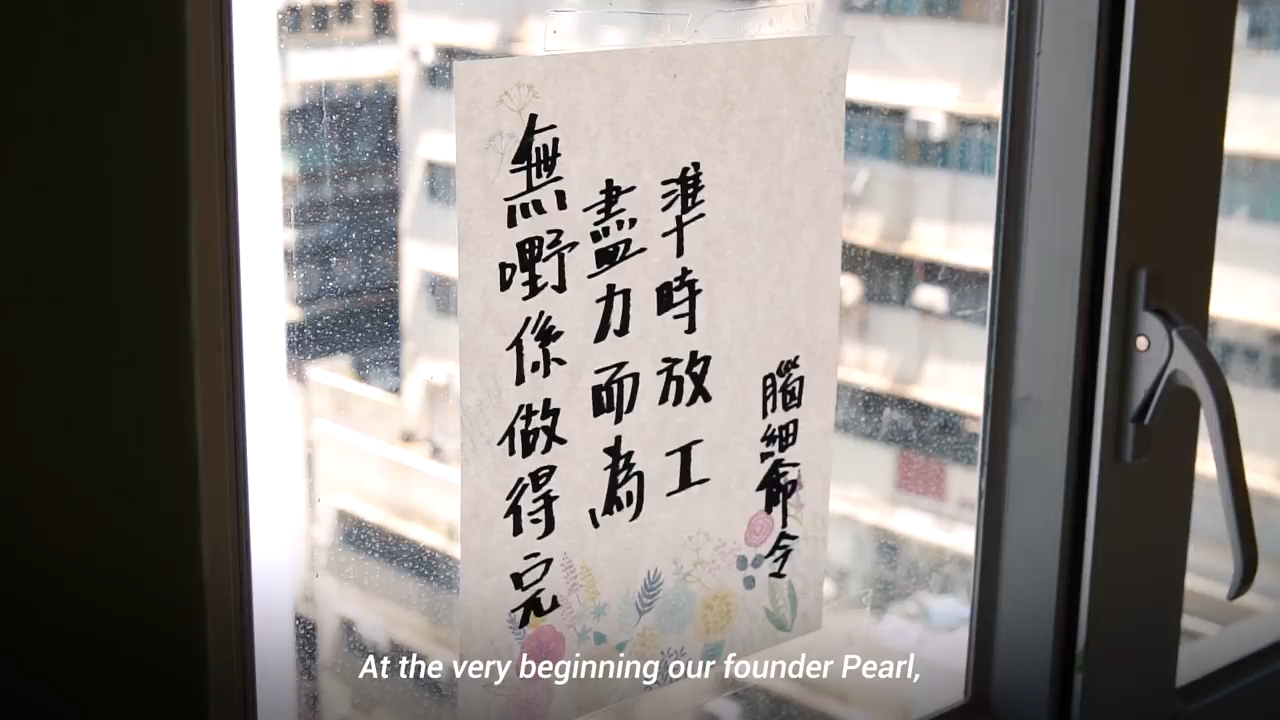 無嘢係做得完
盡力而為
準時放工
腦細命令
At the very beginning our founder Pearl,